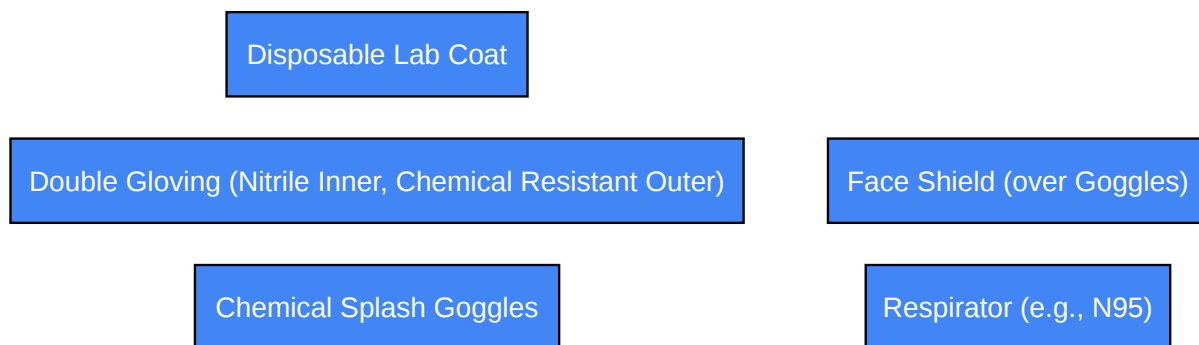 Disposable Lab Coat
Double Gloving (Nitrile Inner, Chemical Resistant Outer)
Face Shield (over Goggles)
Chemical Splash Goggles
Respirator (e.g., N95)